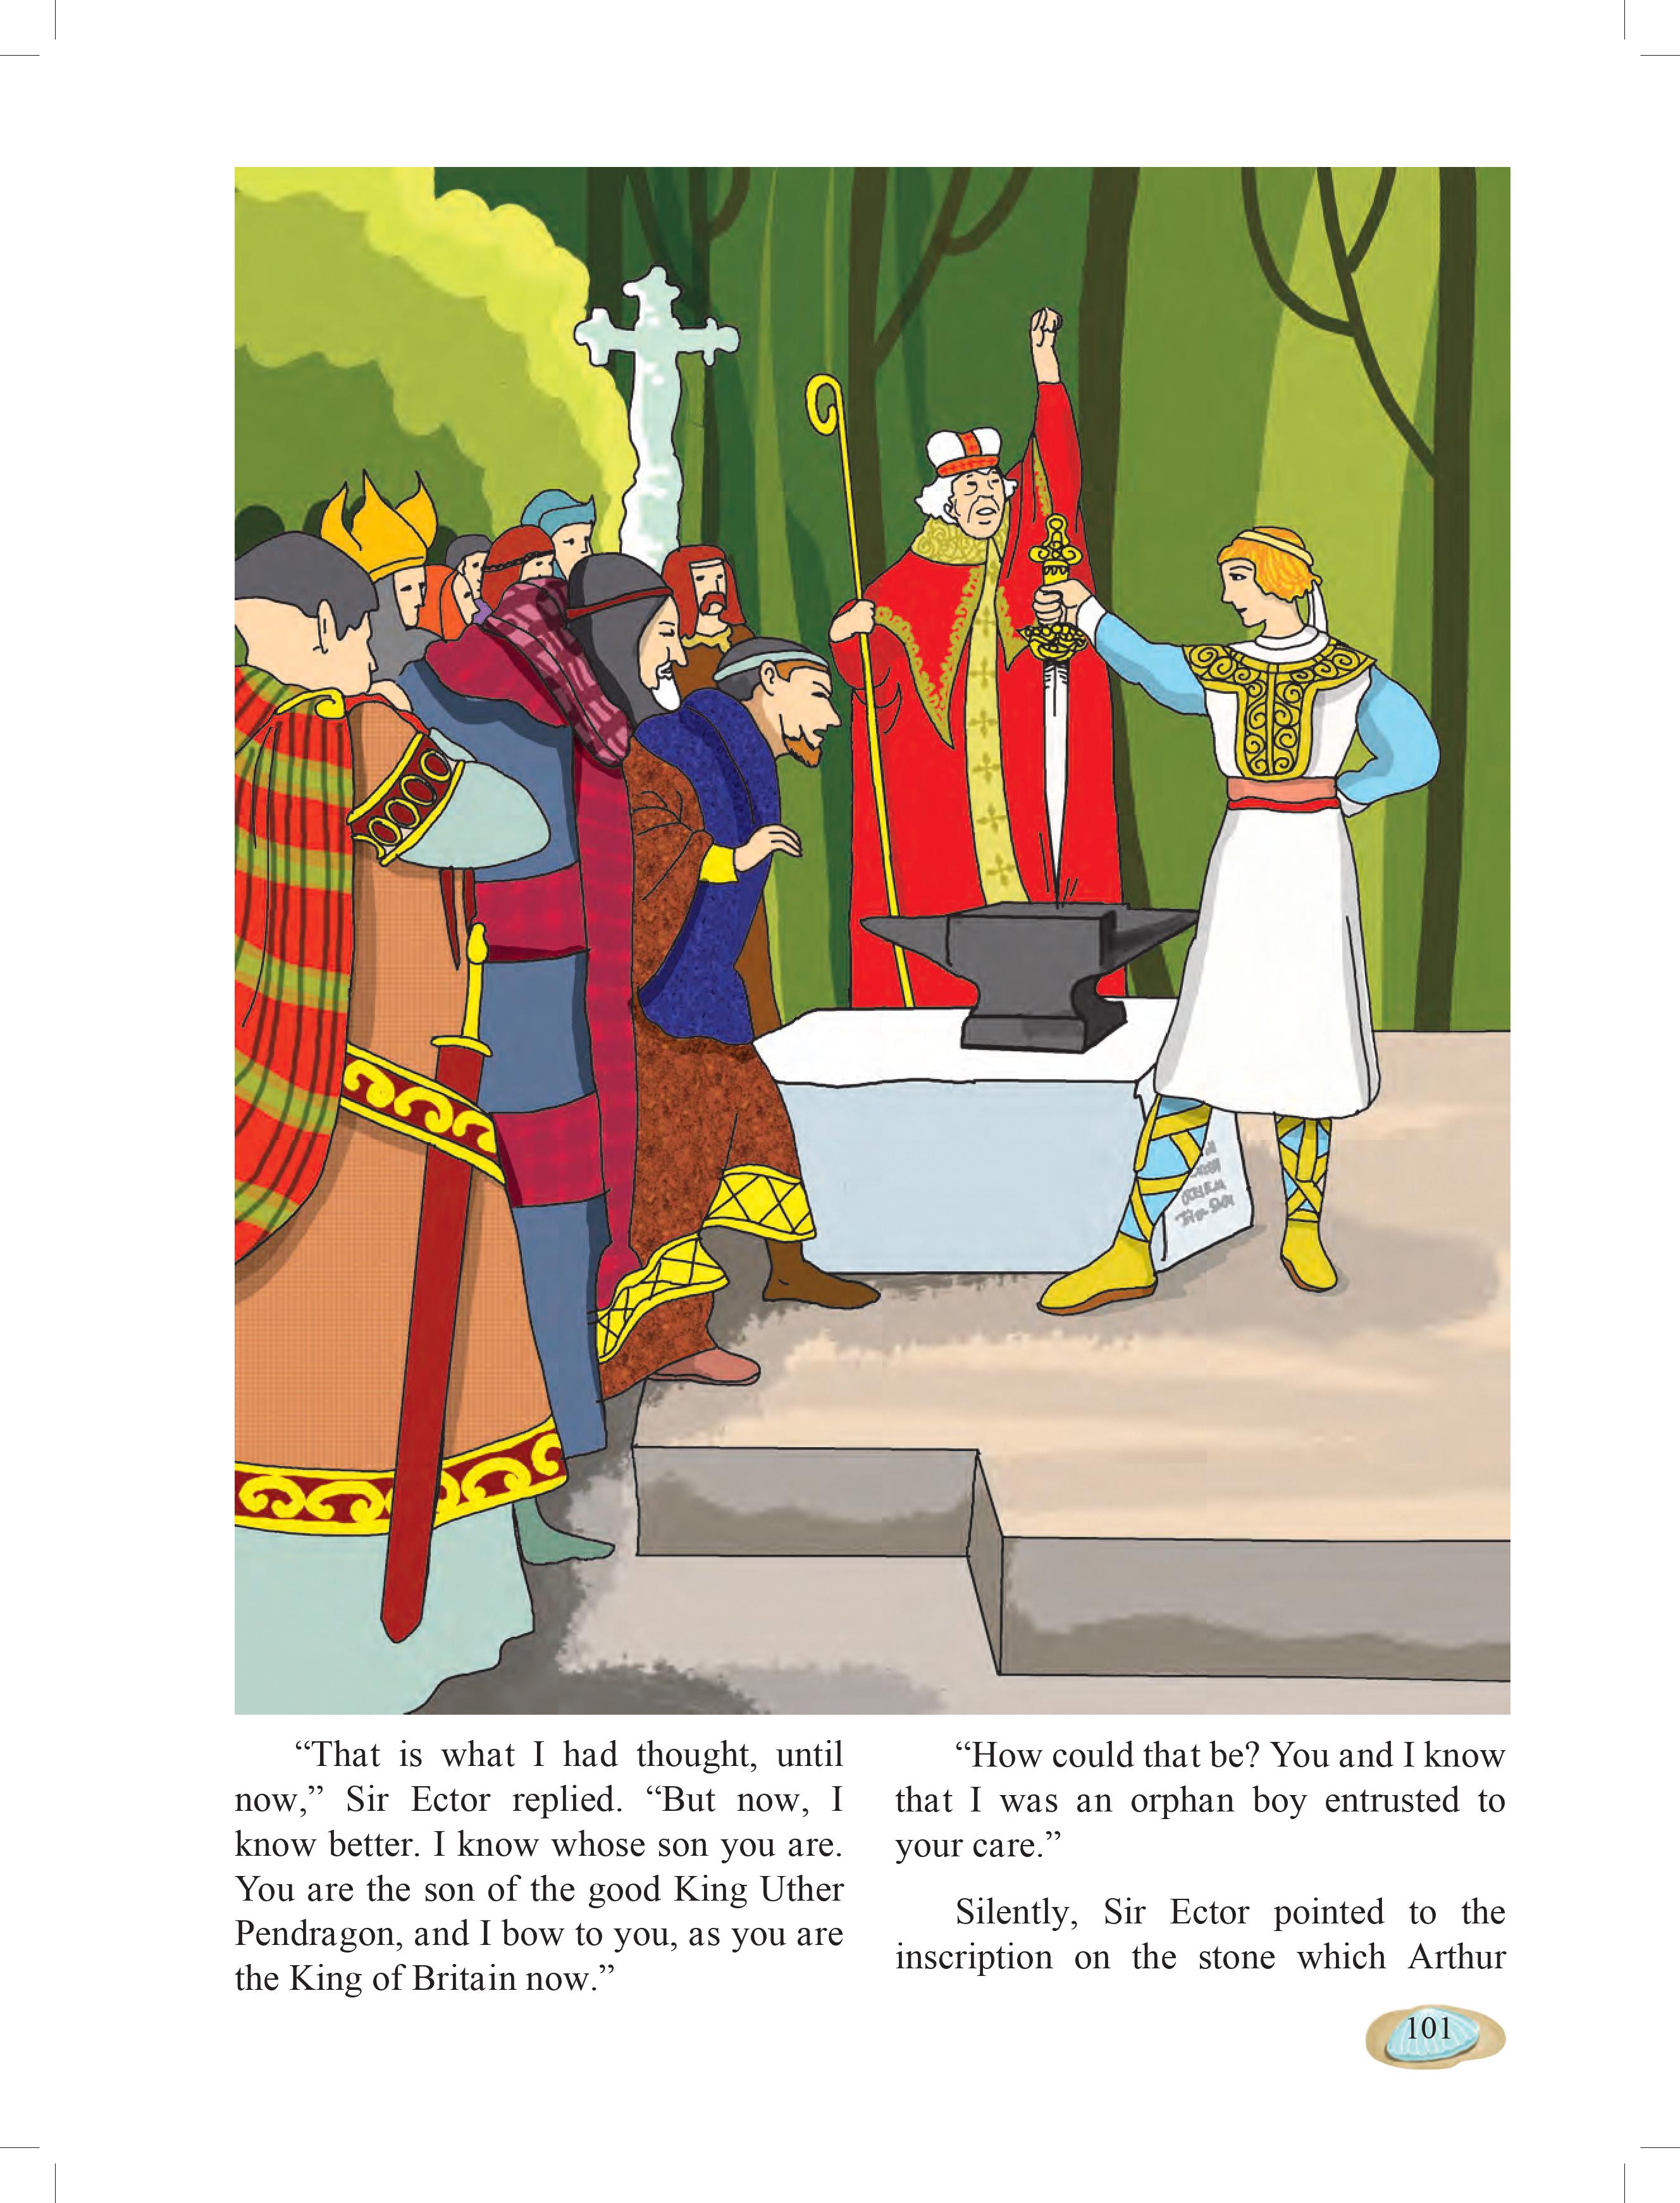 “That is what I had thought, until
now,” Sir Ector replied. “But now, I
know better. I know whose son you are.
You are the son of the good King Uther
Pendragon, and I bow to you, as you are
the King of Britain now.”
“How could that be? You and I know
that I was an orphan boy entrusted to
your care.”
Silently, Sir Ector pointed to the
inscription on the stone which Arthur
101